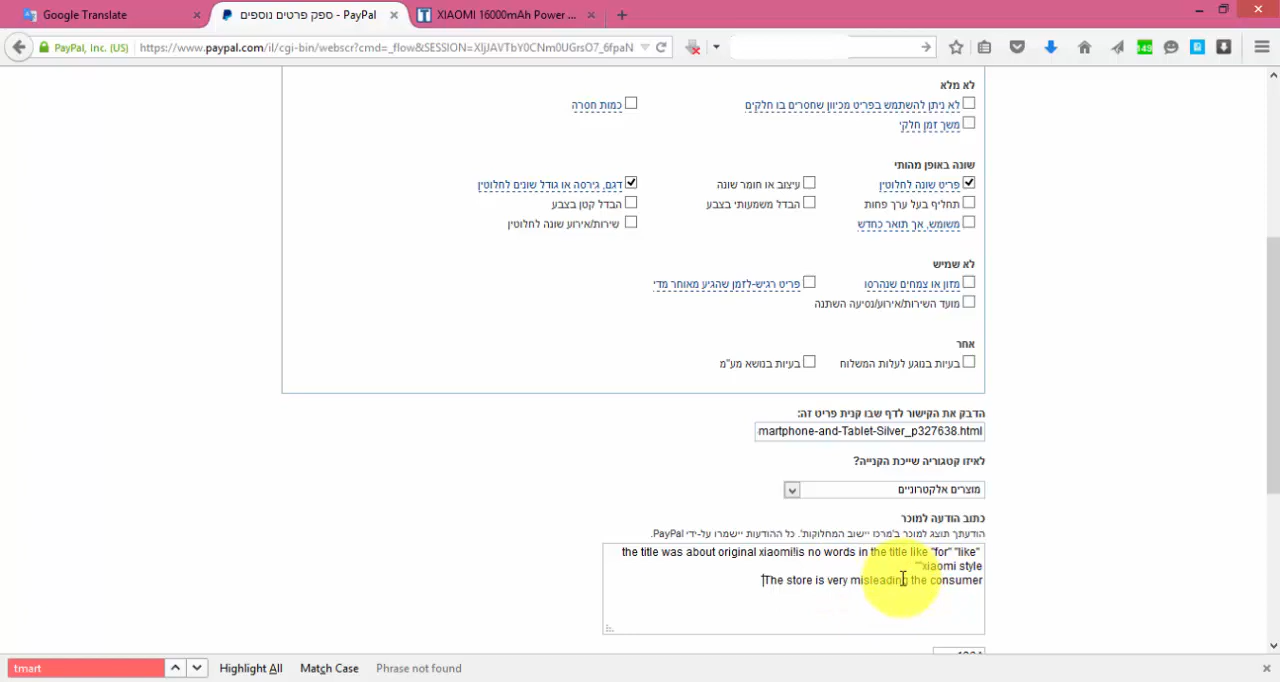 Google Translate
ספק פרטים נוספים - PayPal
XIAOMI 16000mAh Power ...
PayPal, Inc. (US)
https://www.paypal.com/il/cgi-bin/webscr?cmd=_flow&SESSION=XIjJAVTbY0CNm0UGrsO7_6fpaN
149
לא מלא
לא ניתן להשתמש בפריט מכיוון שחסרים בו חלקים
כמות חסרה
משך זמן חלקי
שונה באופן מהותי
פריט שונה לחלוטין
עיצוב או חומר שונה
דגם, גירסה או גודל שונים לחלוטין
תחליף בעל ערך פחות
הבדל משמעותי בצבע
הבדל קטן בצבע
משומש, אך תואר כחדש
שירות/אירוע שונה לחלוטין
לא שמיש
מזון או צמחים שנהרסו
פריט רגיש-לזמן שהגיע מאוחר מדי
מועד השירות/אירוע/נסיעה השתנה
אחר
בעיות בנוגע לעלות המשלוח
בעיות בנושא מע"מ
הדבק את הקישור לדף שבו קנית פריט זה:
martphone-and-Tablet-Silver_p327638.html
לאיזו קטגוריה שייכת הקנייה?
מוצרים אלקטרוניים
כתוב הודעה למוכר
הודעתך תוצג למוכר ב'מרכז יישוב המחלוקות'. כל ההודעות יישמרו על-ידי PayPal.
the title was about original xiaomi!is no words in the title like "for" "like"
""xiaomi style
The store is very misleading the consumer
tmart
Highlight All
Match Case
Phrase not found